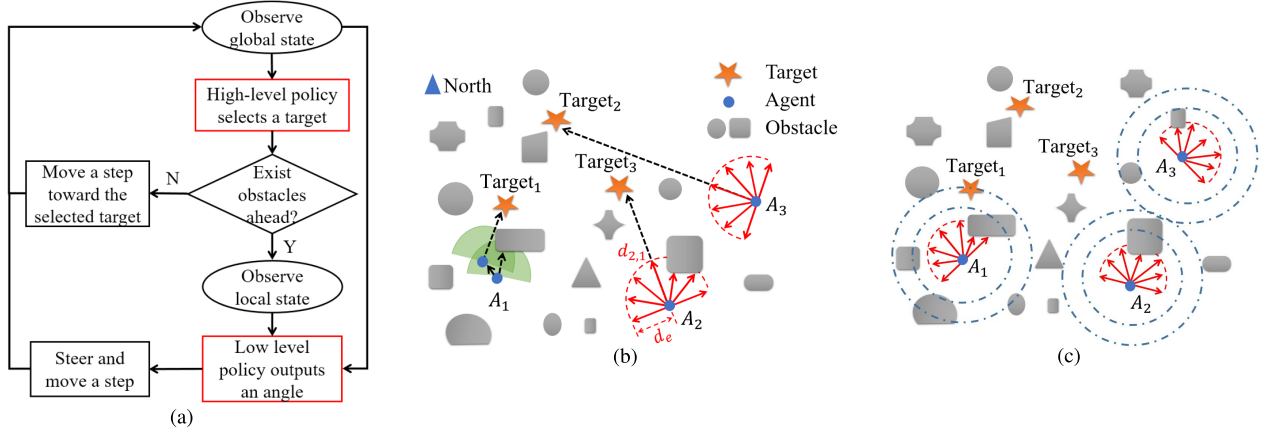 Observe
global state
High-level policy
selects a target
Exist
obstacles
ahead?
N
Move a step
toward the
selected target
Y
Observe
local state
Low level
policy outputs
an angle
Steer and
move a step
(a)
North
Target
Agent
Obstacle
Target₂
Target₃
Target₁
A₃
d₂,₁
A₁
A₂
dₑ
(b)
Target₂
Target₃
Target₁
A₃
A₁
A₂
(c)